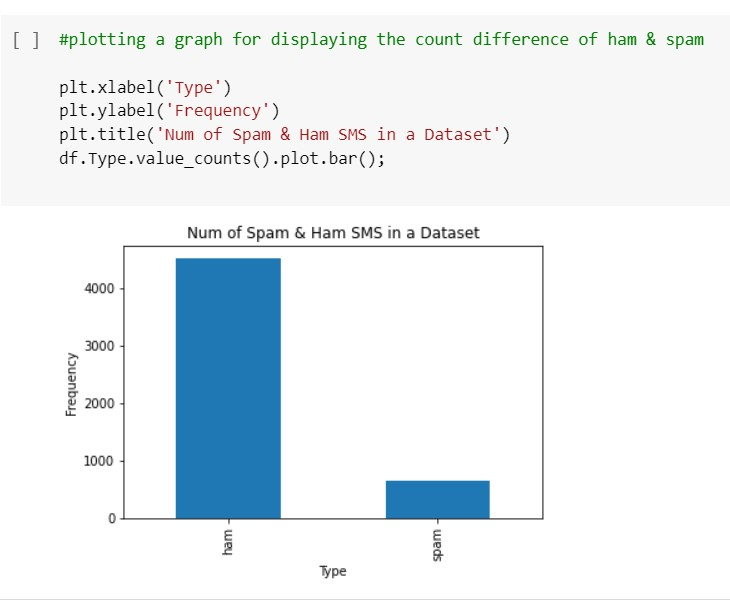 [ ] #plotting a graph for displaying the count difference of ham & spam
plt.xlabel('Type')
plt.ylabel('Frequency')
plt.title('Num of Spam & Ham SMS in a Dataset')
df.Type.value_counts().plot.bar();
Num of Spam & Ham SMS in a Dataset
4000
3000
2000
1000
0
Frequency
ham
spam
Type